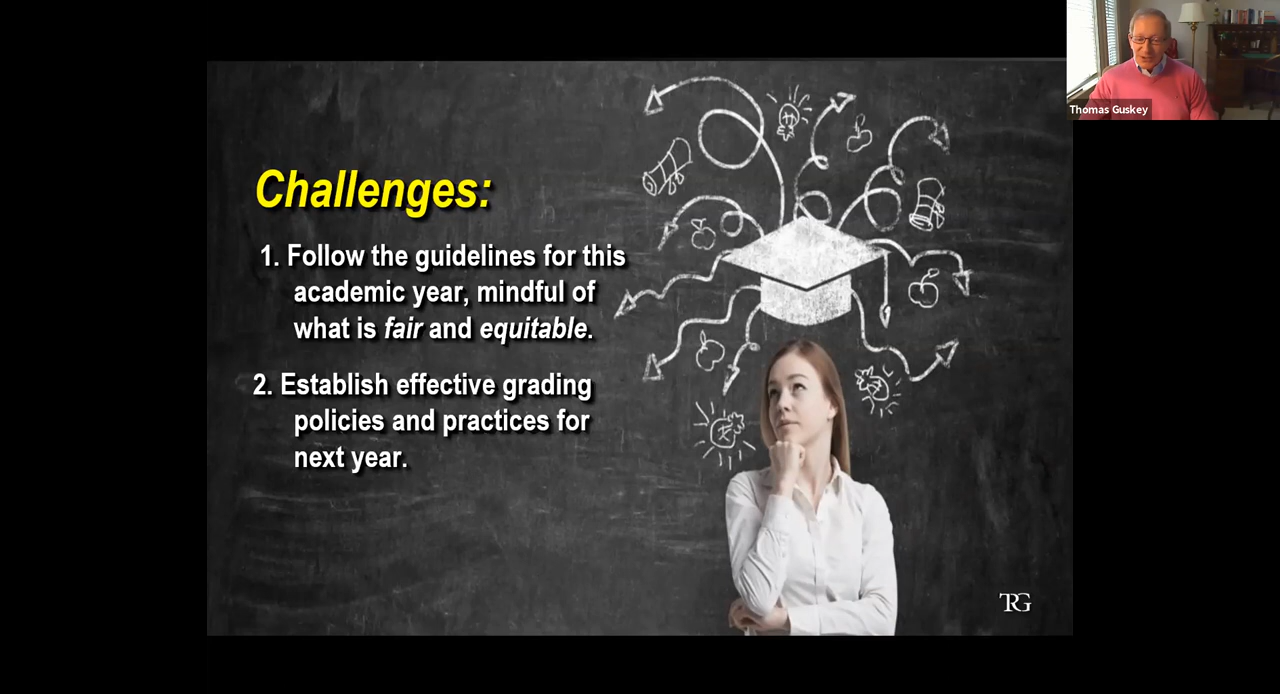 Thomas Guskey
Challenges:
1. Follow the guidelines for this
academic year, mindful of
what is fair and equitable.
2. Establish effective grading
policies and practices for
next year.
TRG